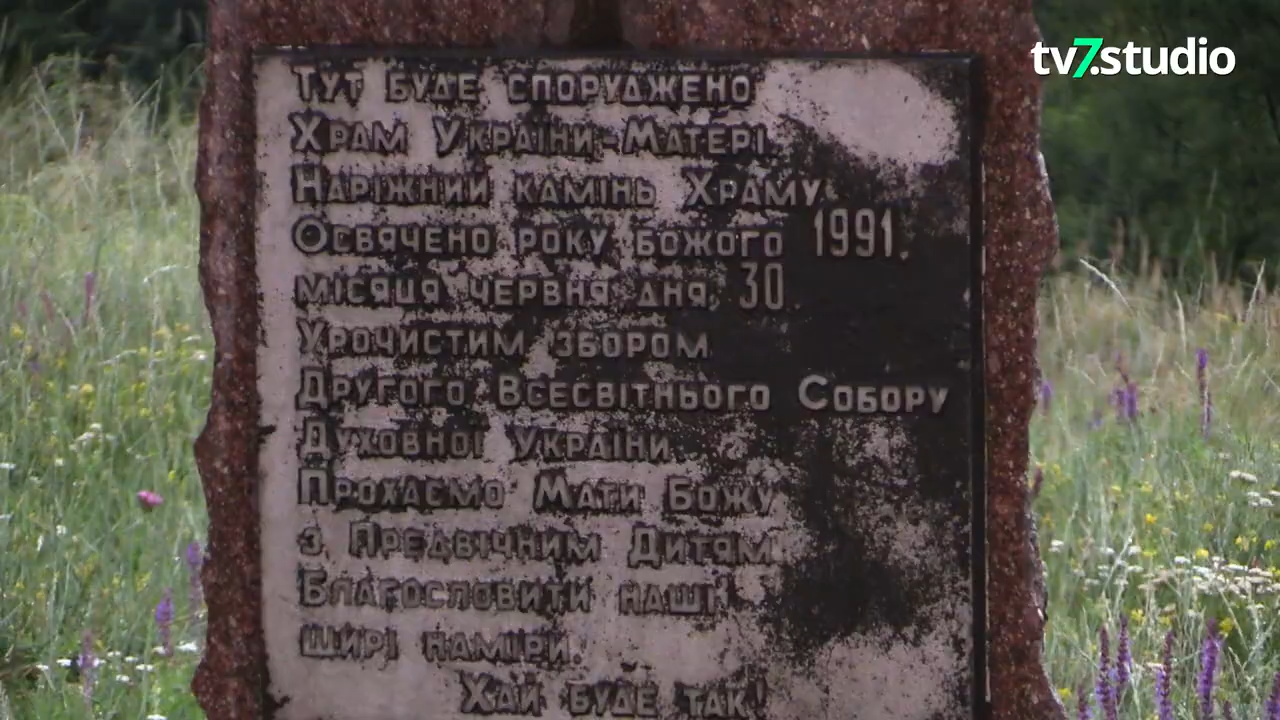 tv7.studio
Тут буде споруджено
Храм України-Матері.
Наріжний камінь Храму
Освячено року божого 1991,
місяця червня дня 30
Урочистим збором
Другого Всесвітнього Собору
Духовної України.
Прохаємо Мати Божу
з Предвічним Дитям
Благословити наші
щирі наміри.
Хай буде так!